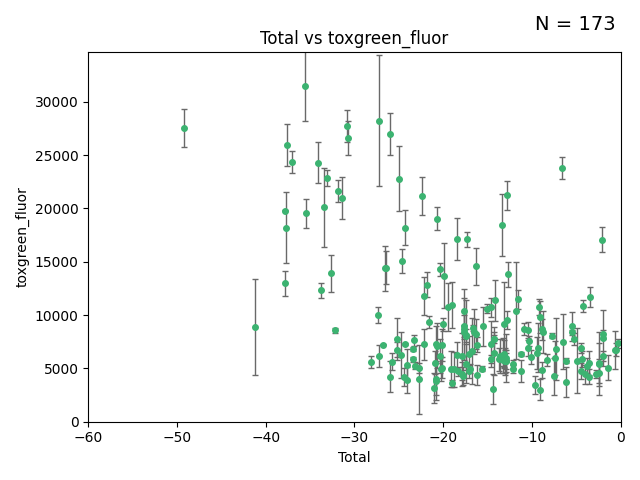 N = 173
Total vs toxgreen_fluor
30000
25000
20000
15000
10000
5000
0
toxgreen_fluor
−60 −50 −40 −30 −20 −10 0
Total